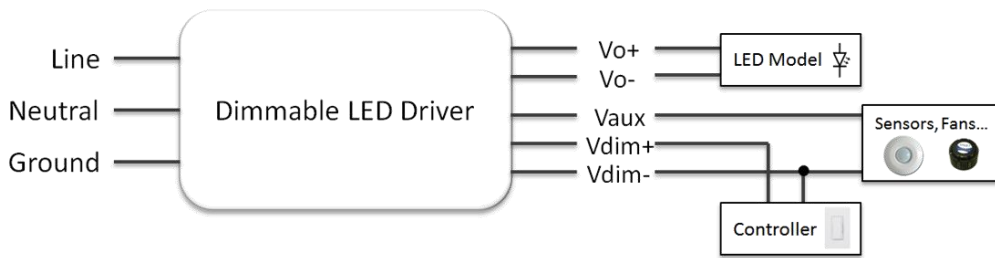 Line
Neutral
Ground
Dimmable LED Driver
Vo+
Vo-
Vaux
Vdim+
Vdim-
LED Model
Sensors, Fans...
Controller